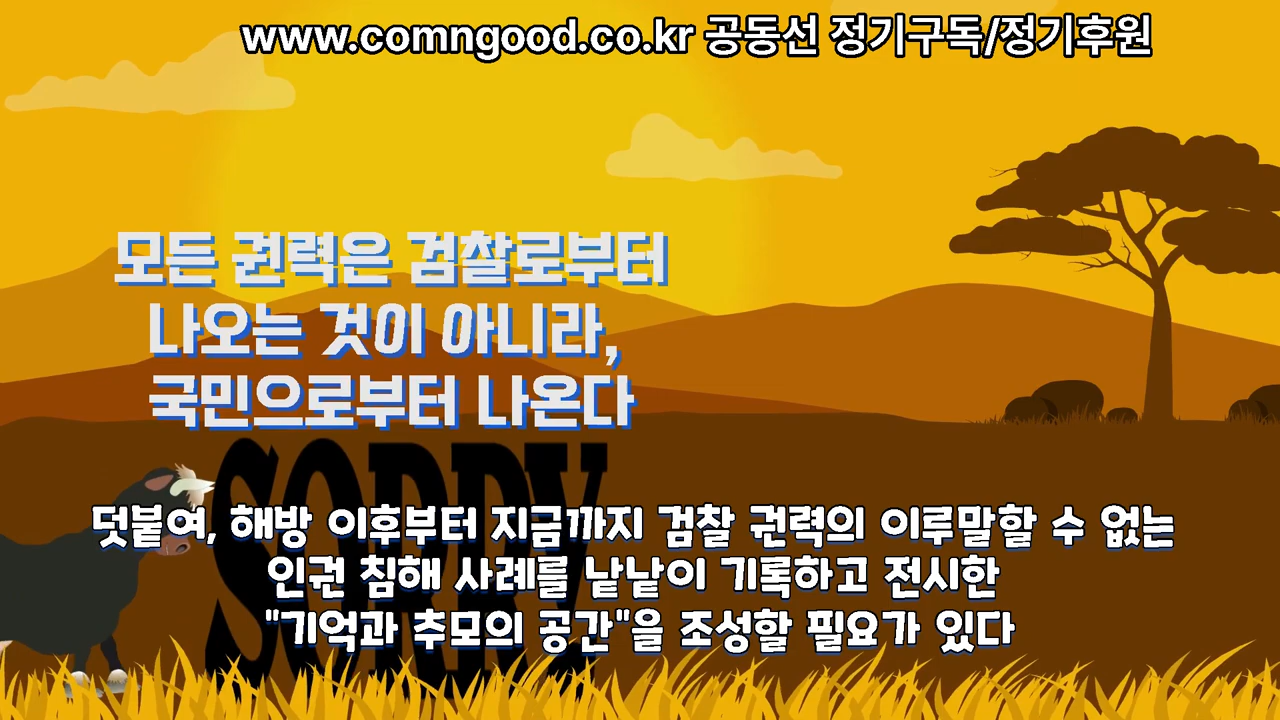 www.comngood.co.kr 공동선 정기구독/정기후원
모든 권력은 검찰로부터
나오는 것이 아니라,
국민으로부터 나온다
SORRY
덧붙여, 해방 이후부터 지금까지 검찰 권력의 이루말할 수 없는
인권 침해 사례를 낱낱이 기록하고 전시한
"기억과 추모의 공간"을 조성할 필요가 있다